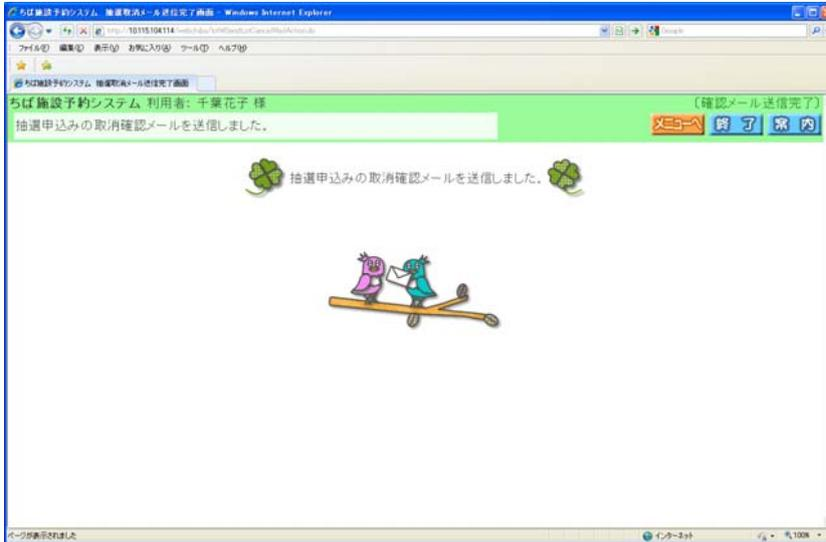 ちば施設予約システム 抽選取消メール送信完了画面 - Windows Internet Explorer
Google
ファイル(F) 編集(E) 表示(V) お気に入り(A) ツール(T) ヘルプ(H)
ちば施設予約システム 抽選取消メール送信完了画面
ちば施設予約システム 利用者: 千葉花子 様
〔確認メール送信完了〕
抽選申込みの取消確認メールを送信しました。
メニューへ 終了 案内
抽選申込みの取消確認メールを送信しました。
ページが表示されました
インターネット
100%